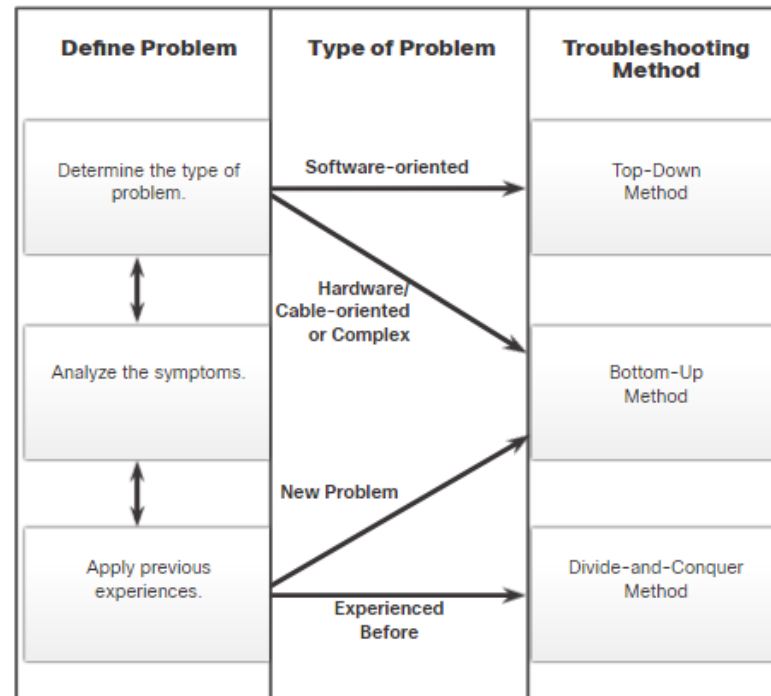 Define Problem
Type of Problem
Troubleshooting
Method
Determine the type of
problem.
Software-oriented
Top-Down
Method
Hardware/
Cable-oriented
or Complex
Analyze the symptoms.
Bottom-Up
Method
New Problem
Apply previous
experiences.
Experienced
Before
Divide-and-Conquer
Method